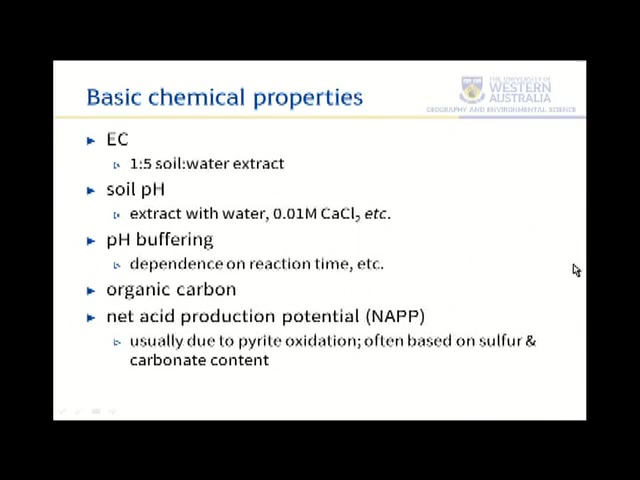 Basic chemical properties
THE UNIVERSITY OF
WESTERN
AUSTRALIA
GEOGRAPHY AND ENVIRONMENTAL SCIENCE
EC
1:5 soil:water extract
soil pH
extract with water, 0.01M CaCl₂ etc.
pH buffering
dependence on reaction time, etc.
organic carbon
net acid production potential (NAPP)
usually due to pyrite oxidation; often based on sulfur &
carbonate content